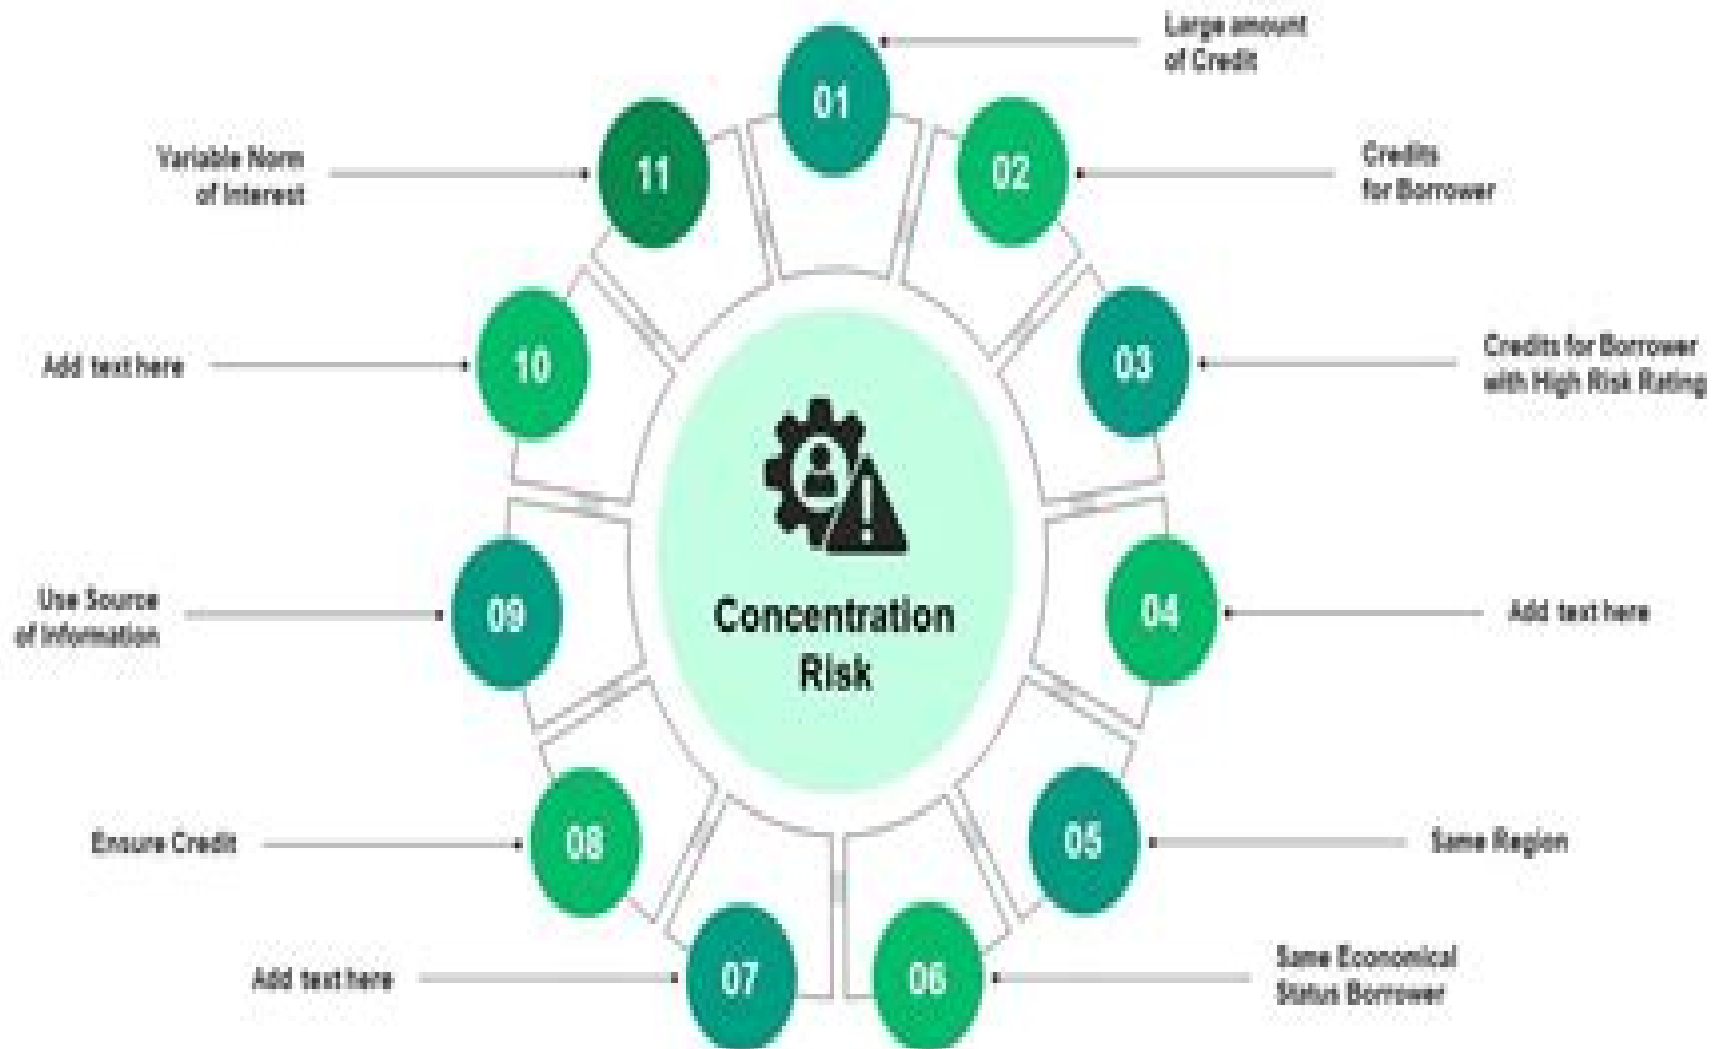 01
Large amount
of Credit
02
Credits
for Borrower
03
Credits for Borrower
with High Risk Rating
04
Add text here
05
Same Region
06
Same Economical
Status Borrower
07
Add text here
08
Ensure Credit
09
Use Source
of Information
10
Add text here
11
Variable Norm
of Interest
Concentration
Risk